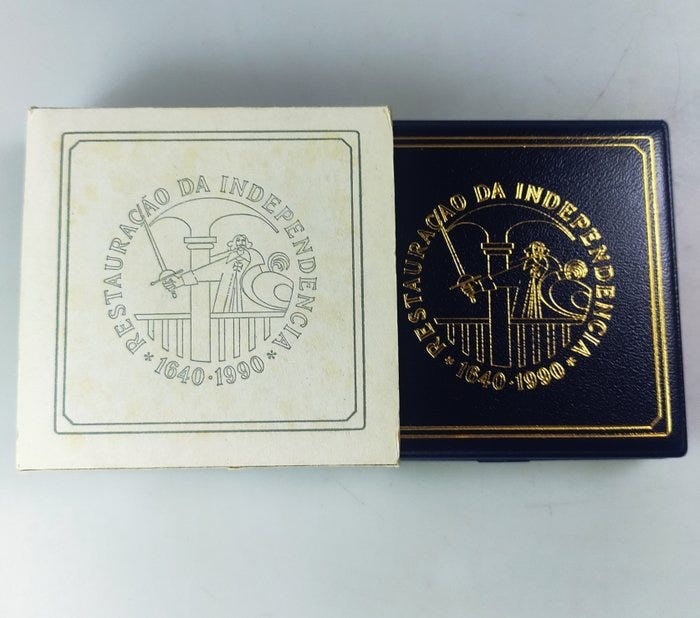 RESTAURAÇÃO DA INDEPENDENCIA
* 1640·1990 *
RESTAURAÇÃO DA INDEPENDENCIA
* 1640·1990 *